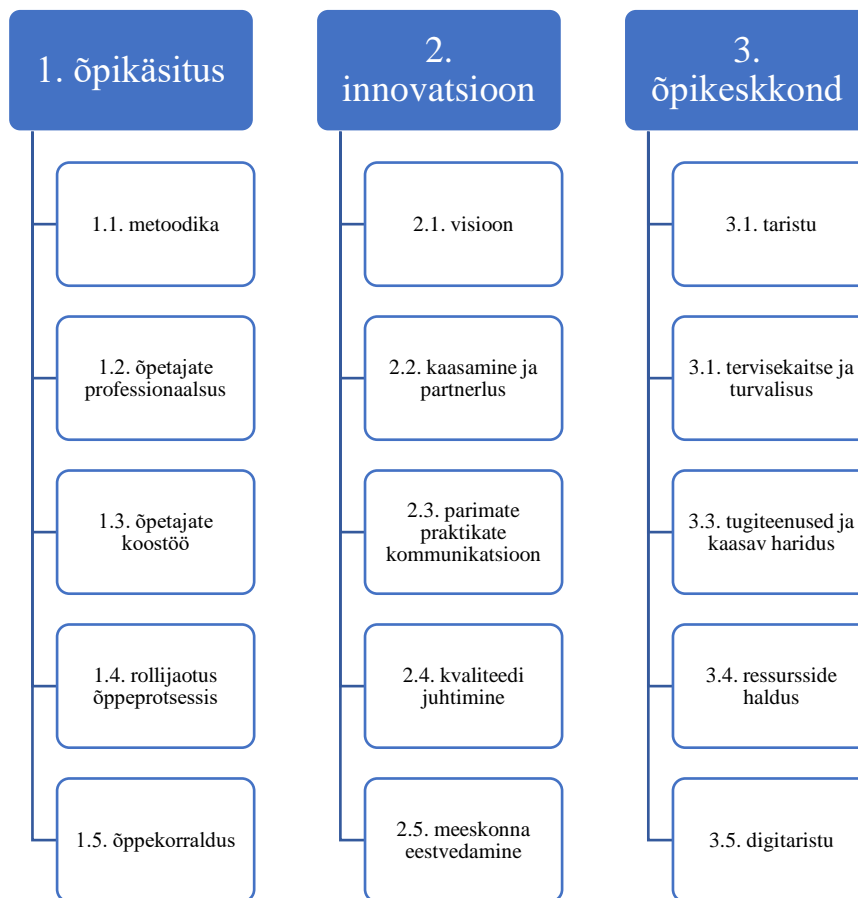 1. õpikäsitus
1.1. metoodika
1.2. õpetajate
professionaalsus
1.3. õpetajate
koostöö
1.4. rollijaotus
õppeprotsessis
1.5. õppekorraldus
2.
innovatsioon
2.1. visioon
2.2. kaasamine ja
partnerlus
2.3. parimate
praktikate
kommunikatsioon
2.4. kvaliteedi
juhtimine
2.5. meeskonna
eestvedamine
3.
õpikeskkond
3.1. taristu
3.1. tervisekaitse ja
turvalisus
3.3. tugiteenused ja
kaasav haridus
3.4. ressursside
haldus
3.5. digitaristu